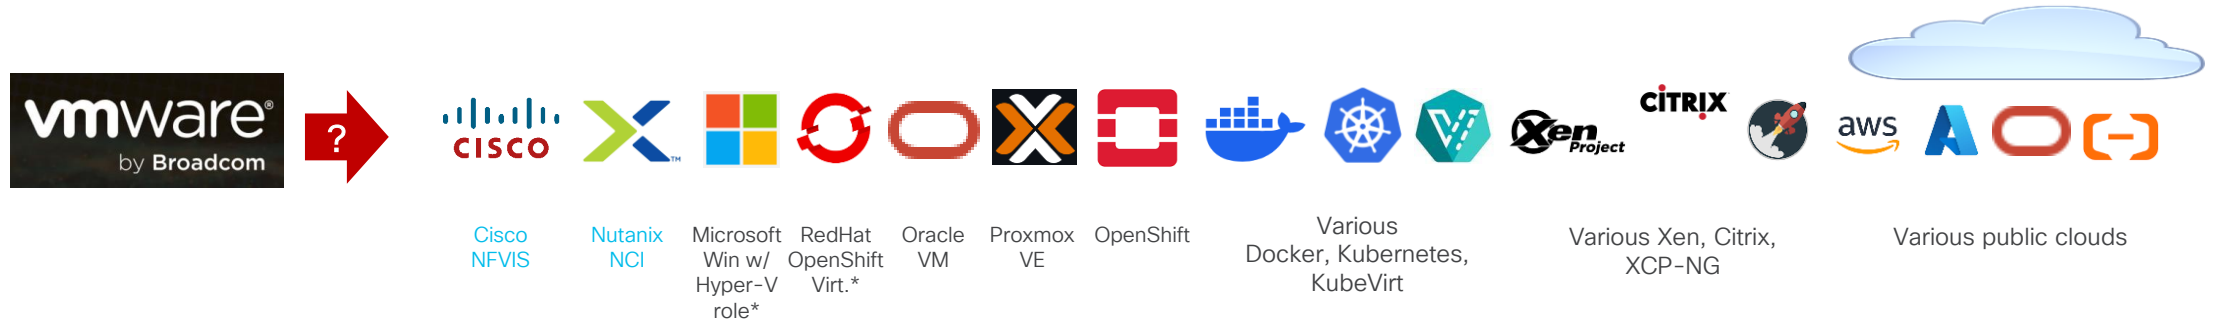 vmware®
by Broadcom
?
CISCO
TM
Xen
Project
CITRIX
aws
Cisco
NFVIS
Nutanix
NCI
Microsoft
Win w/
Hyper-V
role*
RedHat
OpenShift
Virt.*
Oracle
VM
Proxmox
VE
OpenShift
Various
Docker, Kubernetes,
KubeVirt
Various Xen, Citrix,
XCP-NG
Various public clouds